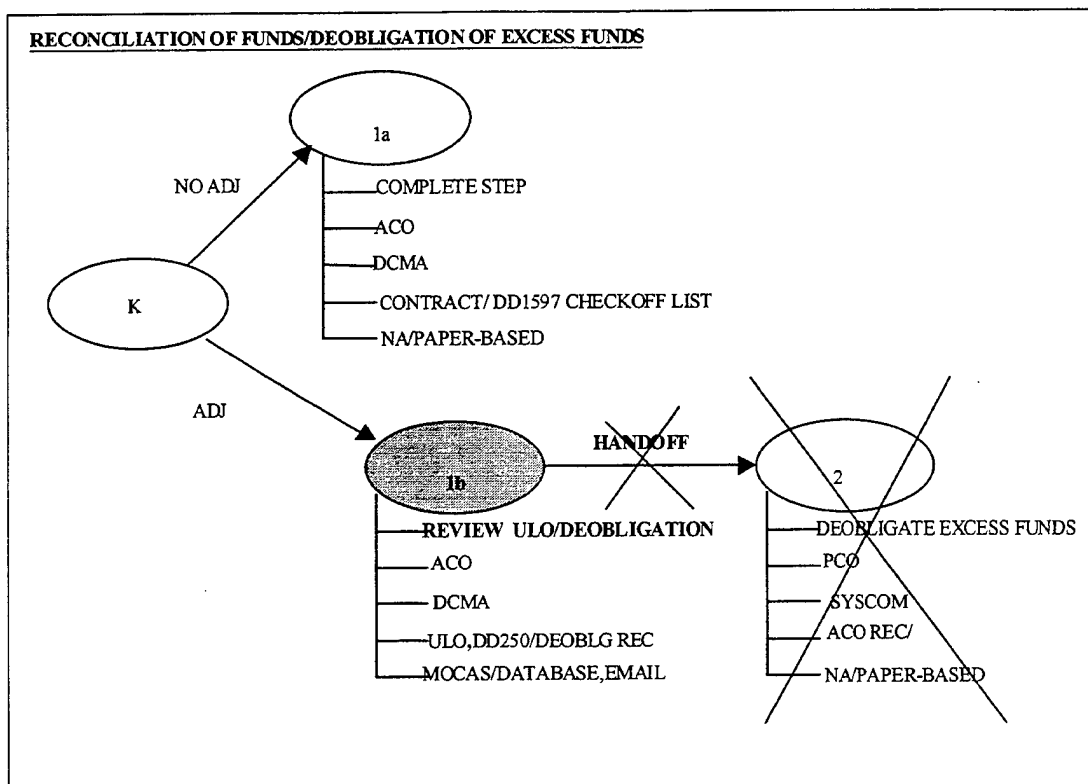 RECONCILIATION OF FUNDS/DEOBLIGATION OF EXCESS FUNDS
1a
NO ADJ
COMPLETE STEP
ACO
DCMA
CONTRACT/ DD1597 CHECKOFF LIST
NA/PAPER-BASED
K
ADJ
1b
HANDOFF
2
REVIEW ULO/DEOBLIGATION
ACO
DCMA
ULO,DD250/DEOBLG REC
MOCAS/DATABASE,EMAIL
DEOBLIGATE EXCESS FUNDS
PCO
SYSCOM
ACO REC/
NA/PAPER-BASED